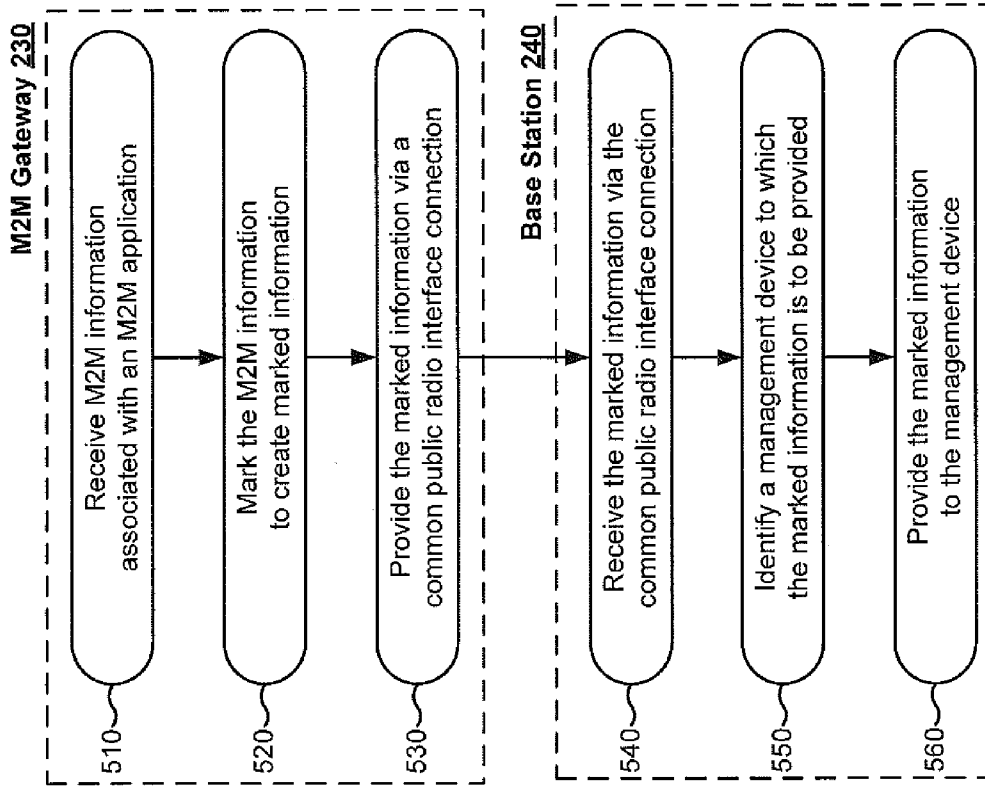 M2M Gateway 230
510
Receive M2M information
associated with an M2M application
520
Mark the M2M information
to create marked information
530
Provide the marked information via a
common public radio interface connection
Base Station 240
540
Receive the marked information via the
common public radio interface connection
550
Identify a management device to which
the marked information is to be provided
560
Provide the marked information
to the management device